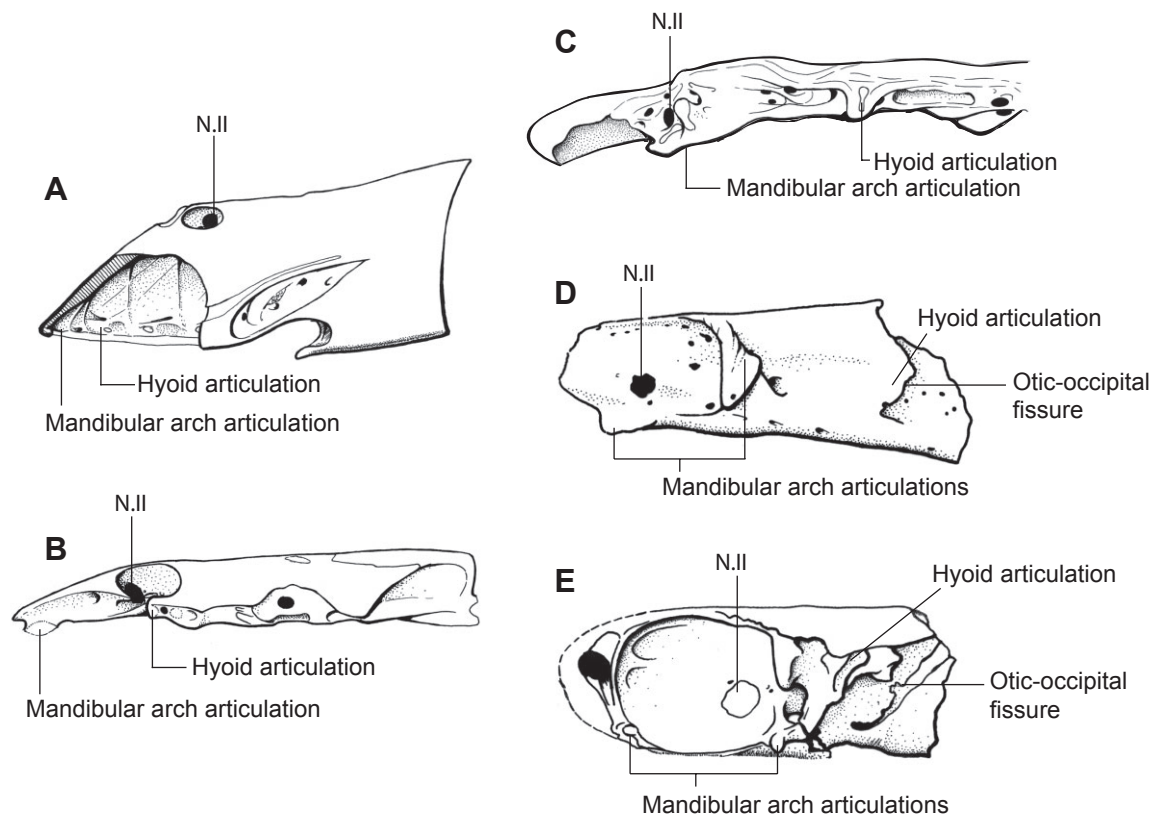 A
N.II
Hyoid articulation
Mandibular arch articulation
B
N.II
Hyoid articulation
Mandibular arch articulation
C
N.II
Hyoid articulation
Mandibular arch articulation
D
N.II
Hyoid articulation
Otic-occipital
fissure
Mandibular arch articulations
E
N.II
Hyoid articulation
Otic-occipital
fissure
Mandibular arch articulations